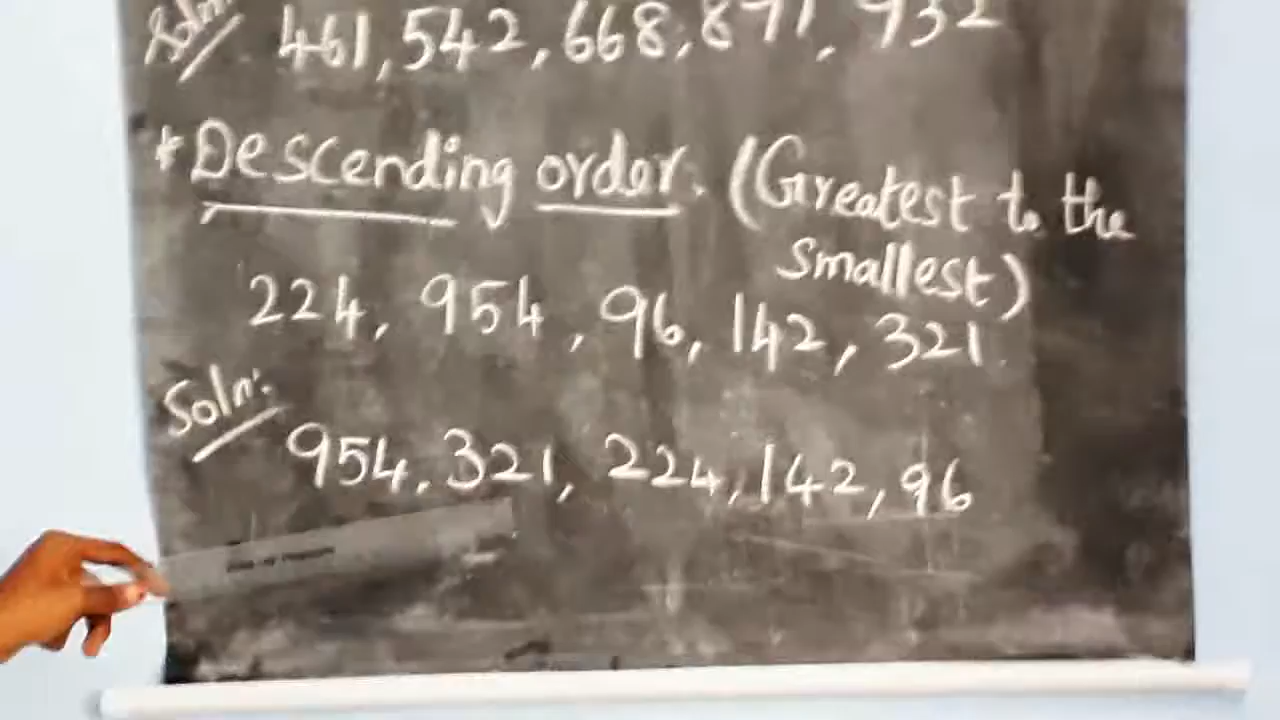 Soln:
461, 542, 668, 871, 932
* Descending order. (Greatest to the
Smallest)
224, 954, 96, 142, 321.
Soln:
954, 321, 224, 142, 96